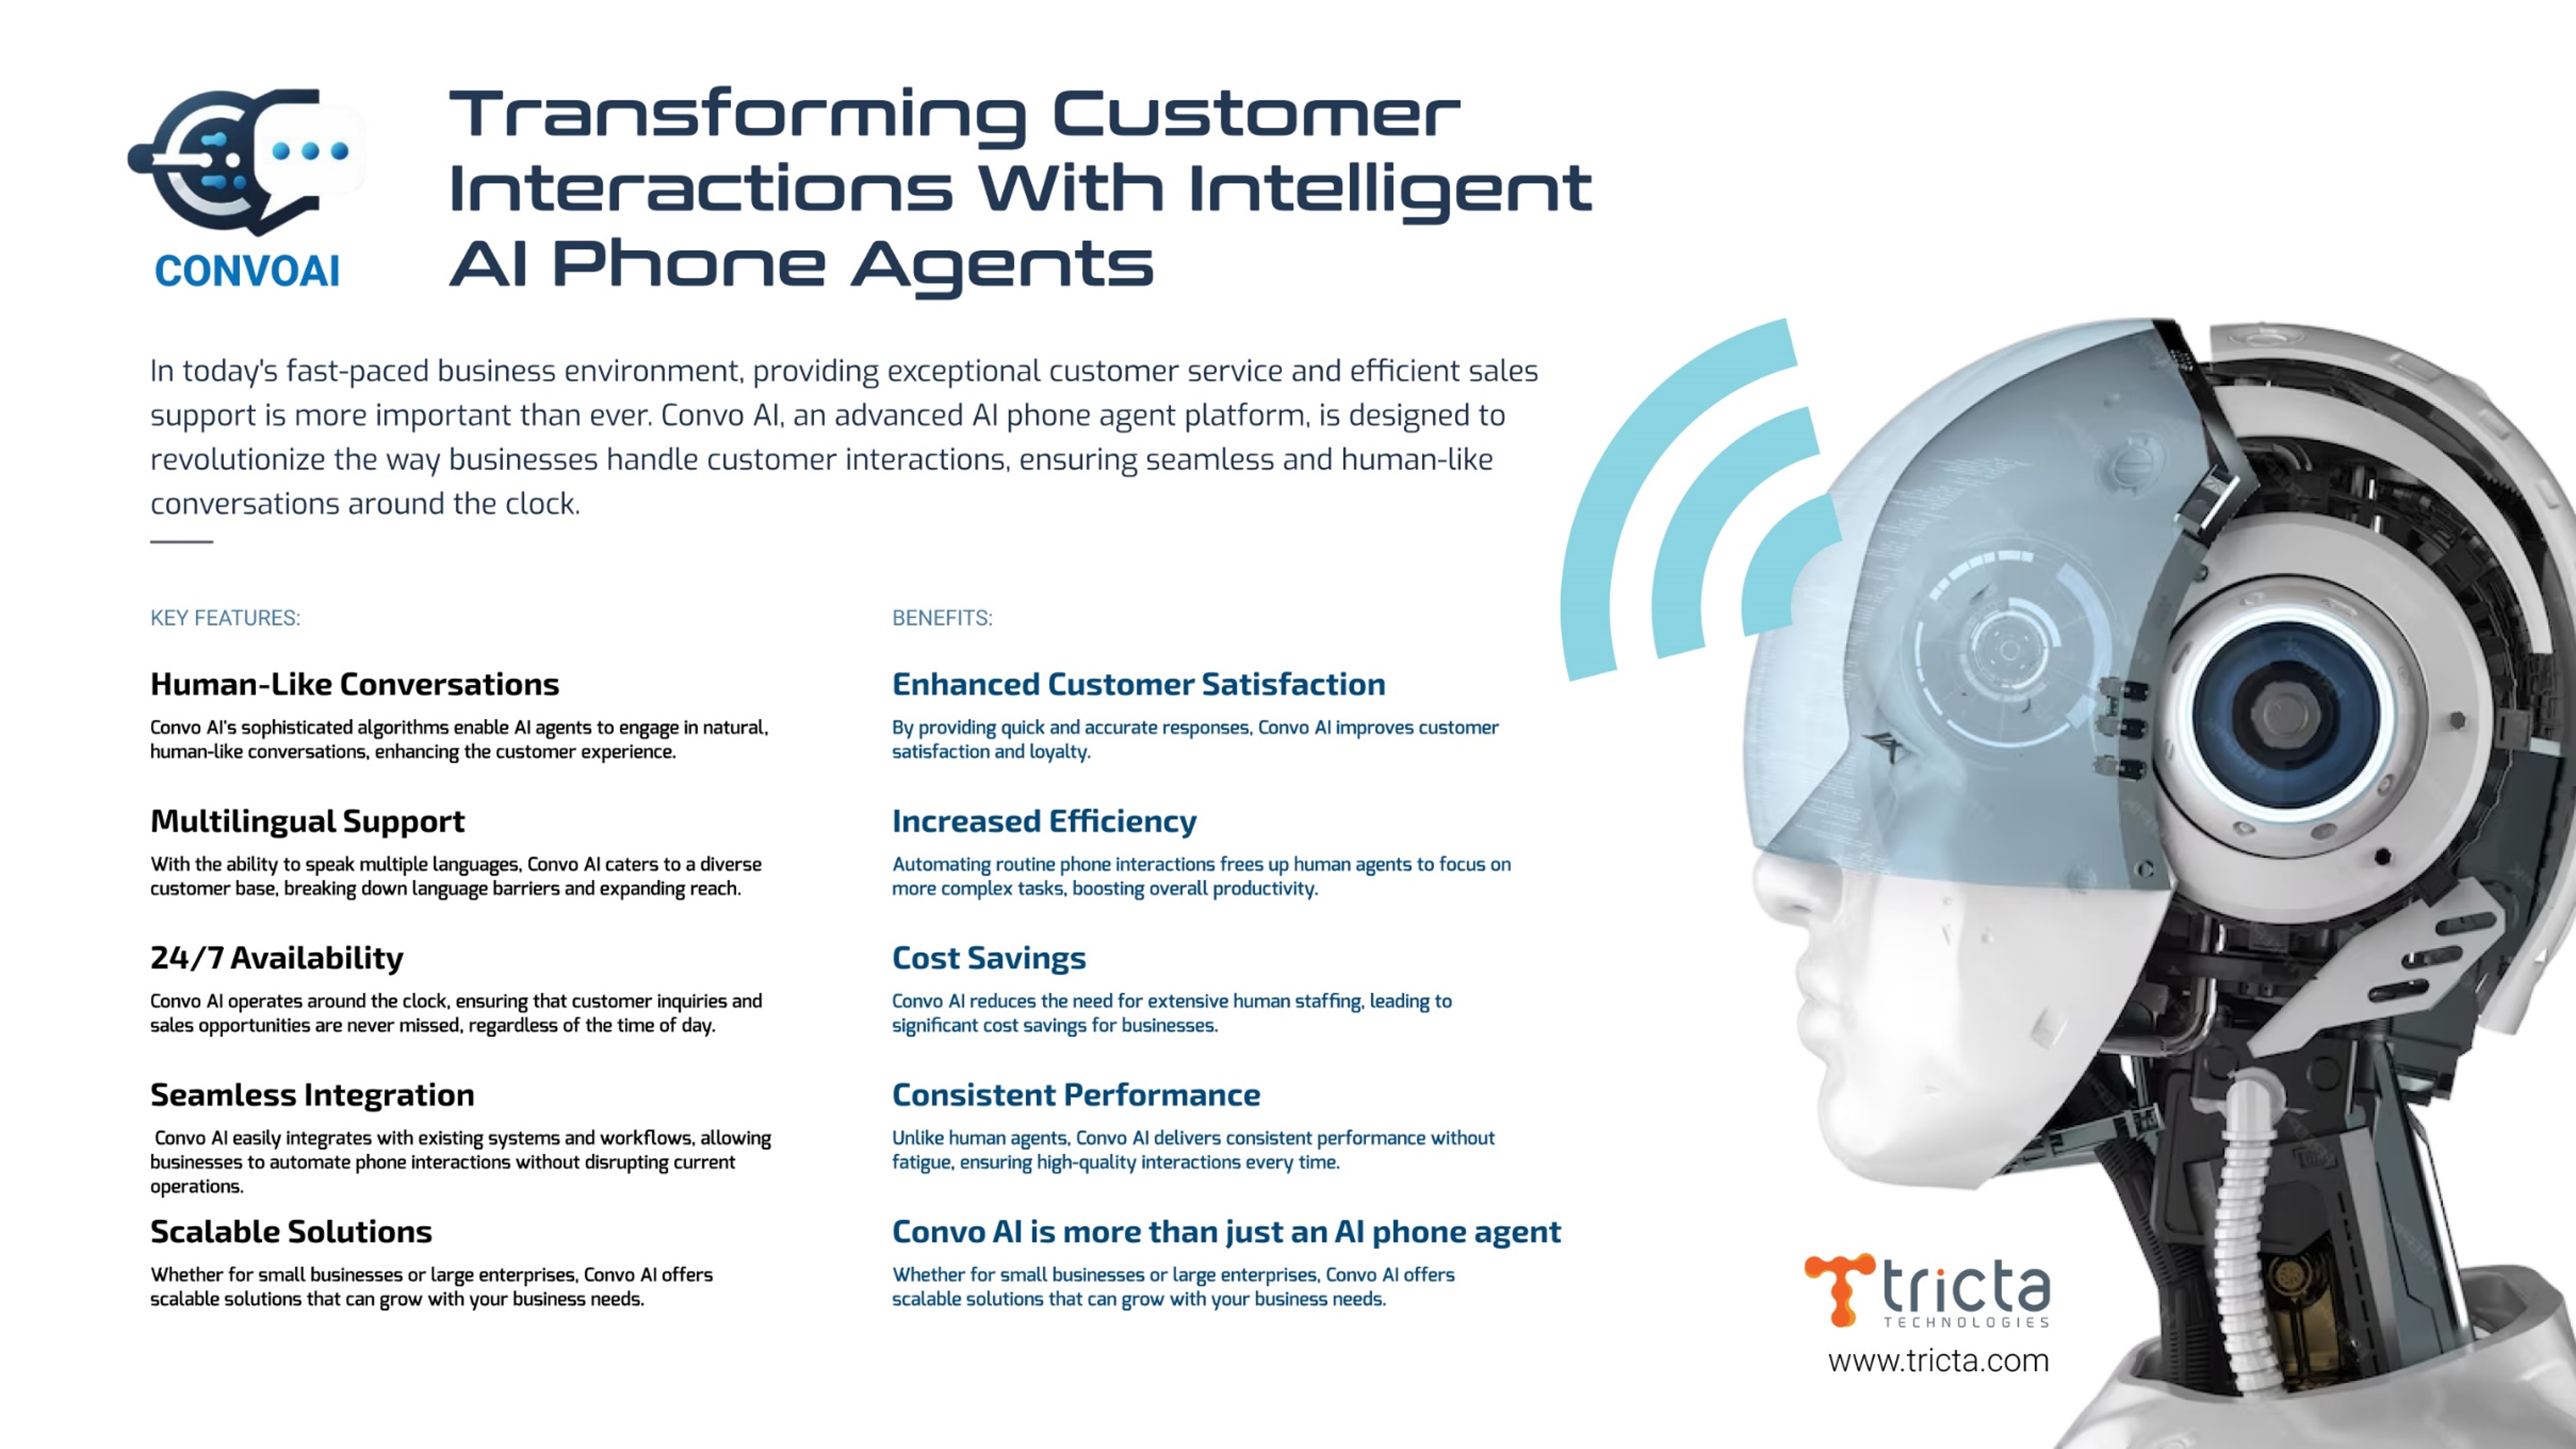 CONVOAI
Transforming Customer
Interactions With Intelligent
AI Phone Agents
In today's fast-paced business environment, providing exceptional customer service and efficient sales
support is more important than ever. Convo AI, an advanced AI phone agent platform, is designed to
revolutionize the way businesses handle customer interactions, ensuring seamless and human-like
conversations around the clock.
KEY FEATURES:
Human-Like Conversations
Convo AI's sophisticated algorithms enable AI agents to engage in natural,
human-like conversations, enhancing the customer experience.
Multilingual Support
With the ability to speak multiple languages, Convo AI caters to a diverse
customer base, breaking down language barriers and expanding reach.
24/7 Availability
Convo AI operates around the clock, ensuring that customer inquiries and
sales opportunities are never missed, regardless of the time of day.
Seamless Integration
Convo AI easily integrates with existing systems and workflows, allowing
businesses to automate phone interactions without disrupting current
operations.
Scalable Solutions
Whether for small businesses or large enterprises, Convo AI offers
scalable solutions that can grow with your business needs.
BENEFITS:
Enhanced Customer Satisfaction
By providing quick and accurate responses, Convo AI improves customer
satisfaction and loyalty.
Increased Efficiency
Automating routine phone interactions frees up human agents to focus on
more complex tasks, boosting overall productivity.
Cost Savings
Convo AI reduces the need for extensive human staffing, leading to
significant cost savings for businesses.
Consistent Performance
Unlike human agents, Convo AI delivers consistent performance without
fatigue, ensuring high-quality interactions every time.
Convo AI is more than just an AI phone agent
Whether for small businesses or large enterprises, Convo AI offers
scalable solutions that can grow with your business needs.
tricta
TECHNOLOGIES
www.tricta.com